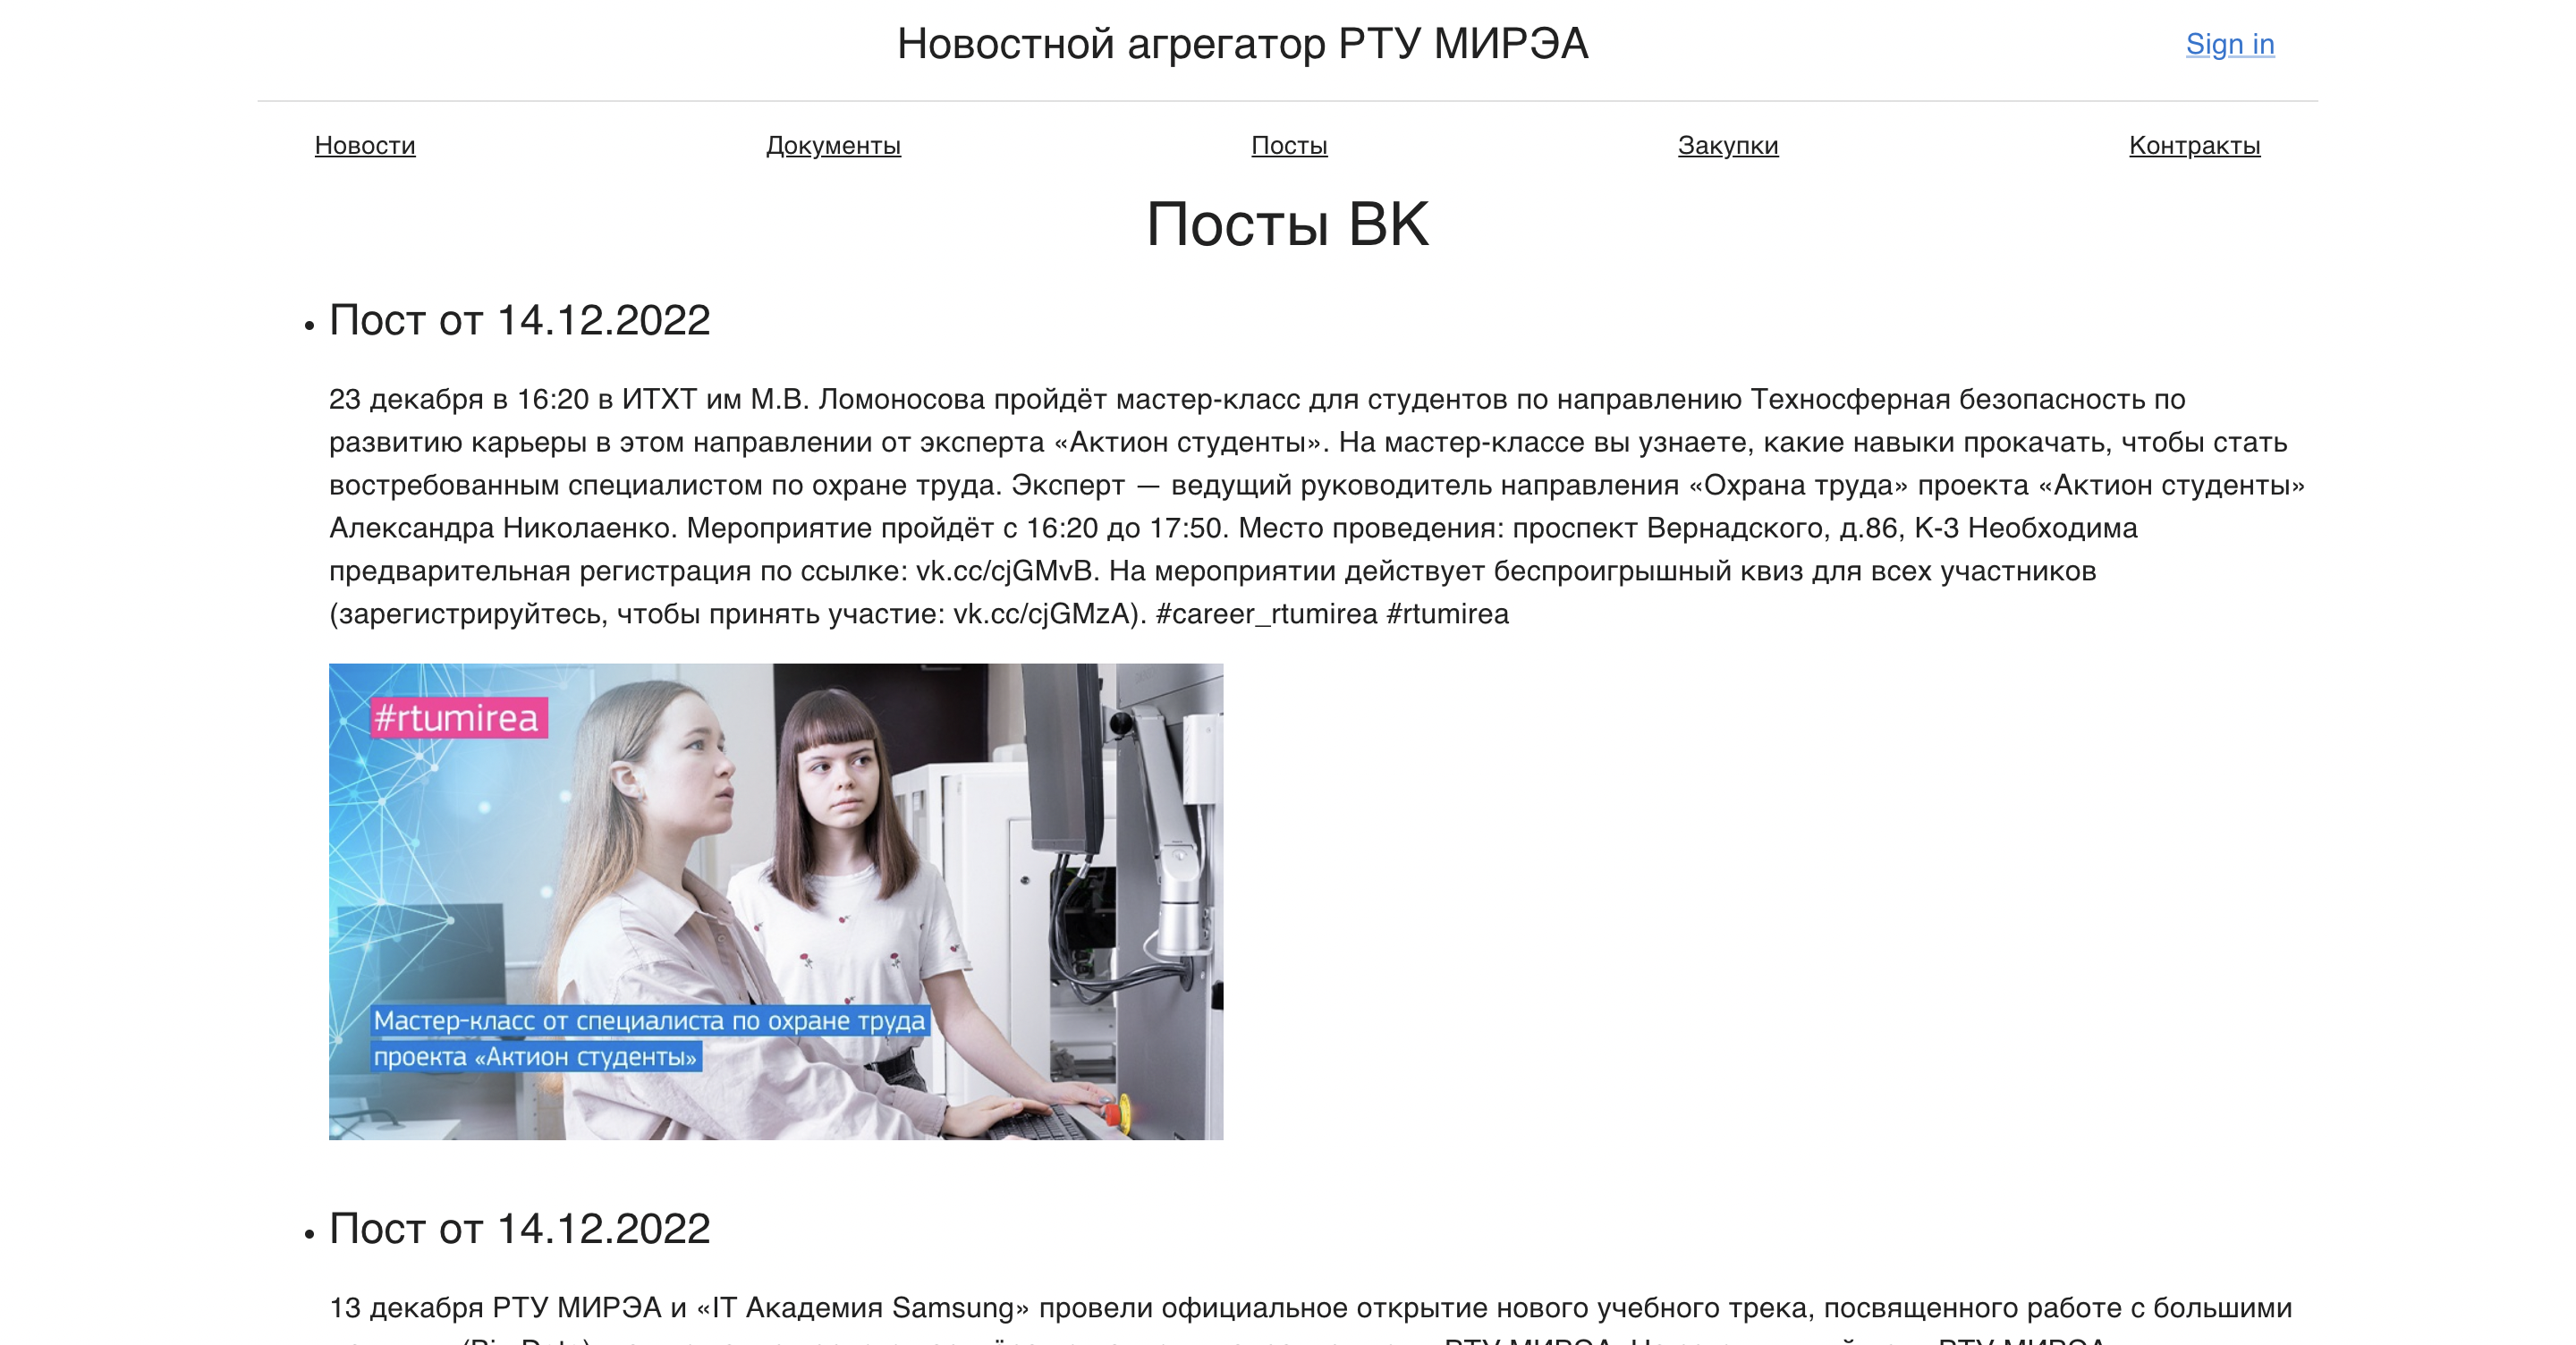 Новостной агрегатор РТУ МИРЭА
Sign in
Новости
Документы
Посты
Закупки
Контракты
Посты ВК
Пост от 14.12.2022
23 декабря в 16:20 в ИТХТ им М.В. Ломоносова пройдёт мастер-класс для студентов по направлению Техносферная безопасность по
развитию карьеры в этом направлении от эксперта «Актион студенты». На мастер-классе вы узнаете, какие навыки прокачать, чтобы стать
востребованным специалистом по охране труда. Эксперт — ведущий руководитель направления «Охрана труда» проекта «Актион студенты»
Александра Николаенко. Мероприятие пройдёт с 16:20 до 17:50. Место проведения: проспект Вернадского, д.86, К-3 Необходима
предварительная регистрация по ссылке: vk.cc/cjGMvB. На мероприятии действует беспроигрышный квиз для всех участников
(зарегистрируйтесь, чтобы принять участие: vk.cc/cjGMzA). #career_rtumirea #rtumirea
#rtumirea
Мастер-класс от специалиста по охране труда
проекта «Актион студенты»
Пост от 14.12.2022
13 декабря РТУ МИРЭА и «IT Академия Samsung» провели официальное открытие нового учебного трека, посвященного работе с большими